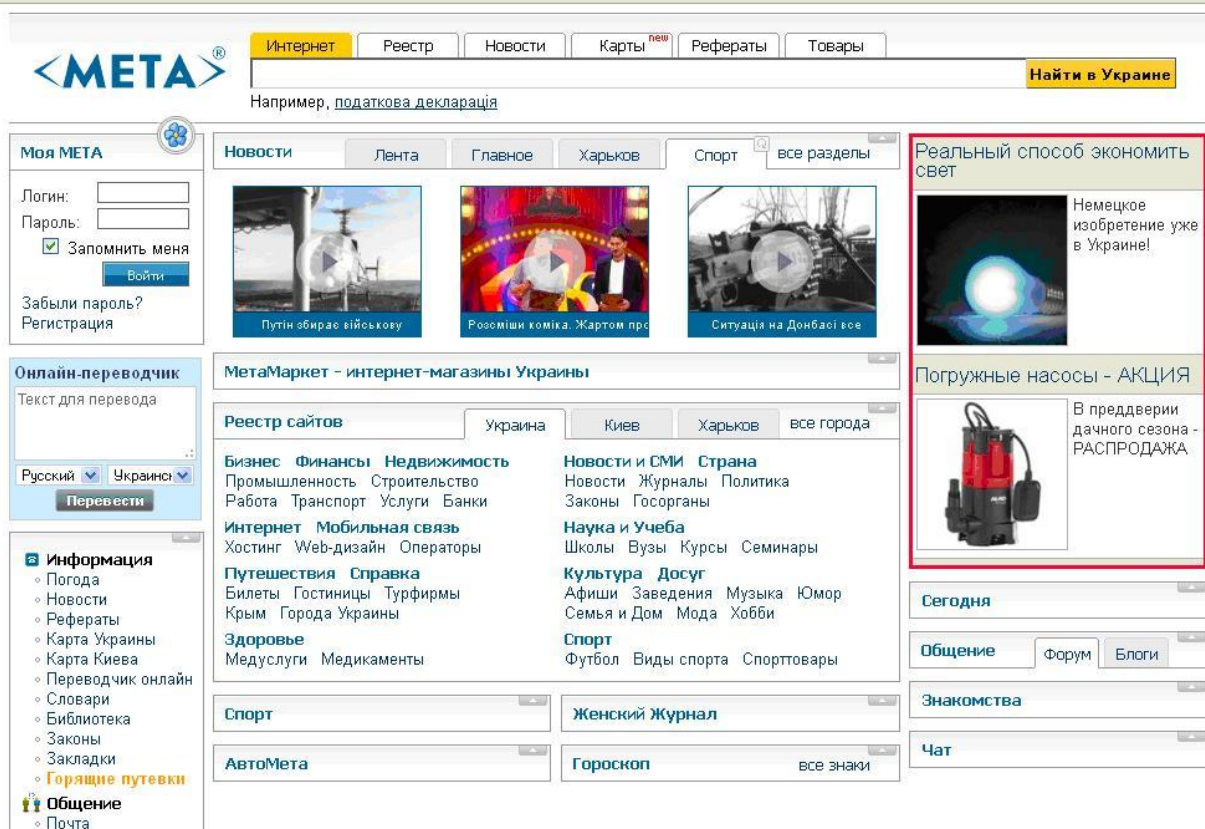 <META>®
Интернет Реестр Новости Карты new Рефераты Товары
Найти в Украине
Например, податкова декларація
Моя МЕТА
Логин:
Пароль:
Запомнить меня
Войти
Забыли пароль?
Регистрация
Онлайн-переводчик
Текст для перевода
Русский Украинск
Перевести
Информация
Погода
Новости
Рефераты
Карта Украины
Карта Киева
Переводчик онлайн
Словари
Библиотека
Законы
Закладки
Горящие путевки
Общение
Почта
Новости Лента Главное Харьков Спорт все разделы
Путін збирає військову
Розсміши коміка. Жартом про
Ситуація на Донбасі все
МетаМаркет - интернет-магазины Украины
Реестр сайтов Украина Киев Харьков все города
Бизнес Финансы Недвижимость
Промышленность Строительство
Работа Транспорт Услуги Банки
Интернет Мобильная связь
Хостинг Web-дизайн Операторы
Путешествия Справка
Билеты Гостиницы Турфирмы
Крым Города Украины
Здоровье
Медуслуги Медикаменты
Новости и СМИ Страна
Новости Журналы Политика
Законы Госорганы
Наука и Учеба
Школы Вузы Курсы Семинары
Культура Досуг
Афиши Заведения Музыка Юмор
Семья и Дом Мода Хобби
Спорт
Футбол Виды спорта Спорттовары
Спорт
Женский Журнал
АвтоМета
Гороскоп все знаки
Реальный способ экономить
свет
Немецкое
изобретение уже
в Украине!
Погружные насосы - АКЦИЯ
В преддверии
дачного сезона -
РАСПРОДАЖА
Сегодня
Общение Форум Блоги
Знакомства
Чат